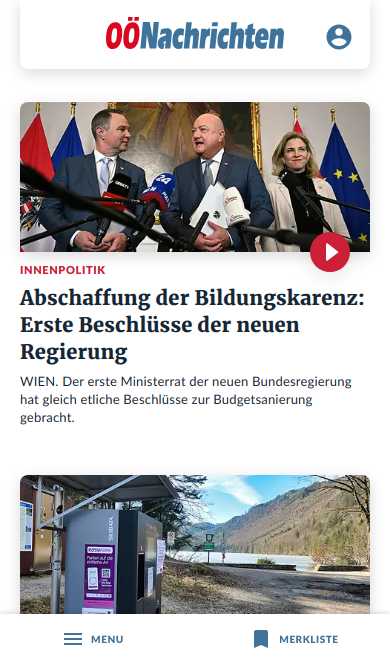 OÖNachrichten
24
INNENPOLITIK
Abschaffung der Bildungskarenz:
Erste Beschlüsse der neuen
Regierung
WIEN. Der erste Ministerrat der neuen Bundesregierung
hat gleich etliche Beschlüsse zur Budgetsanierung
gebracht.
MENU
MERKLISTE